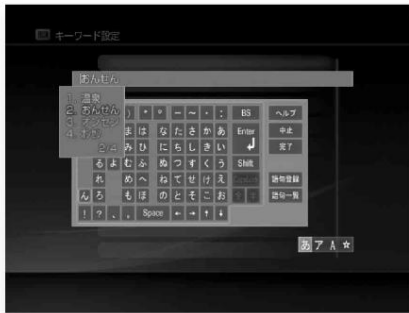 キーワード設定
おんせん
1. 温泉
2. おんせん
3. オンセン
2/4
) * " = ー ~ ・ : BS ヘルプ
ま は な た さ か あ Enter 中止
み ひ に ち し き い 完了
る よ む ふ ぬ つ す く う Shift
れ め へ ね て せ け え 語句登録
ん ろ も ほ の と そ こ お 語句一覧
! ? 、 。 Space ← → ↑ ↓
あ ア A ☆